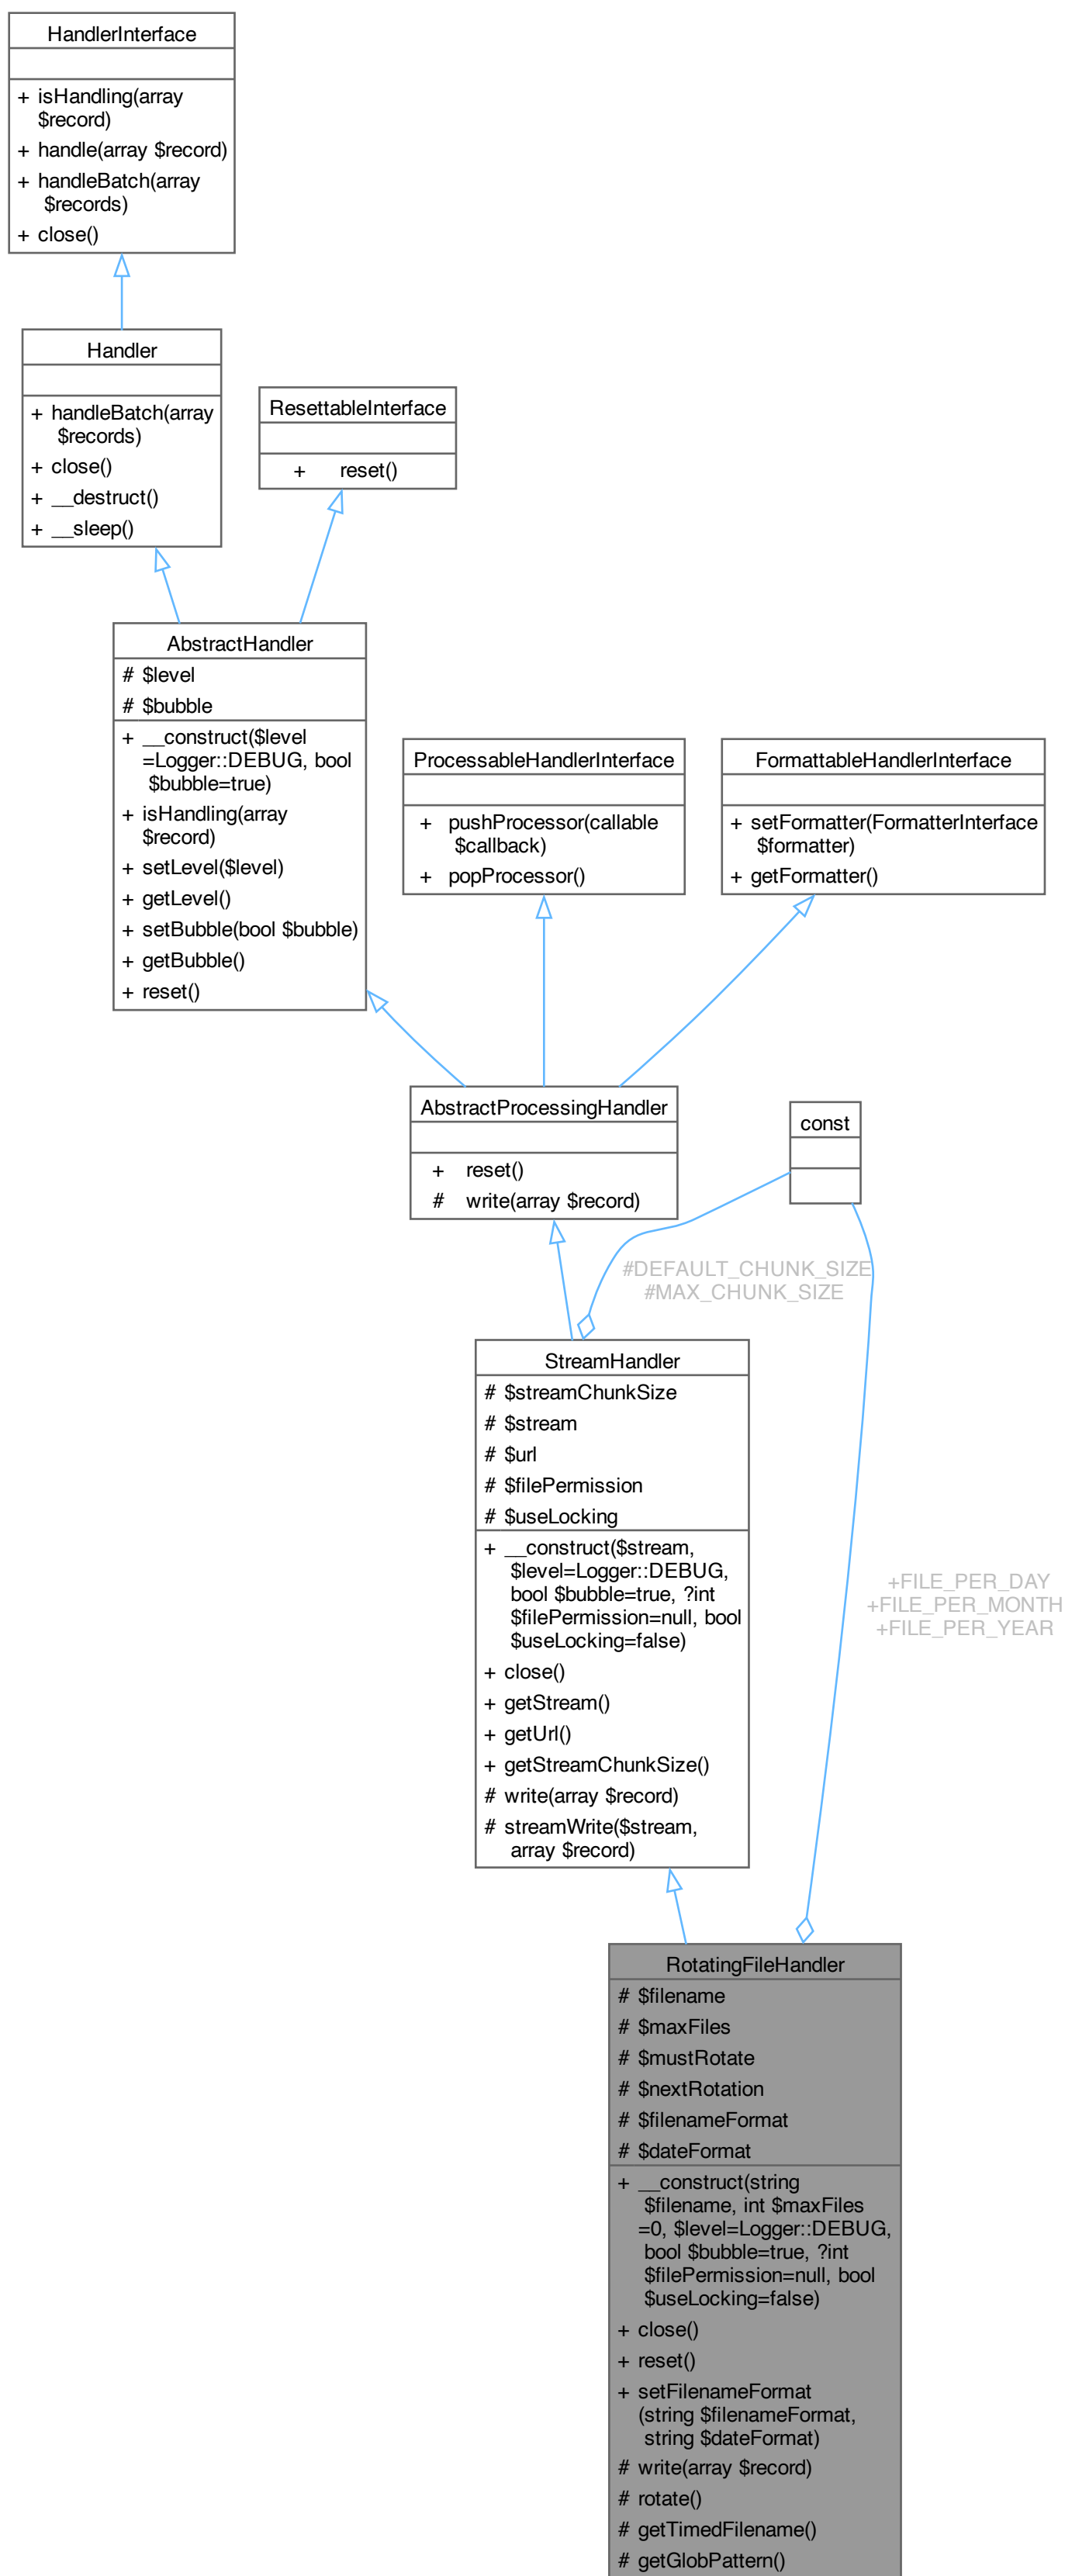 HandlerInterface
+ isHandling(array
$record)
+ handle(array $record)
+ handleBatch(array
$records)
+ close()
Handler
+ handleBatch(array
$records)
+ close()
+ __destruct()
+ __sleep()
ResettableInterface
+ reset()
AbstractHandler
# $level
# $bubble
+ __construct($level
=Logger::DEBUG, bool
$bubble=true)
+ isHandling(array
$record)
+ setLevel($level)
+ getLevel()
+ setBubble(bool $bubble)
+ getBubble()
+ reset()
ProcessableHandlerInterface
+ pushProcessor(callable
$callback)
+ popProcessor()
FormattableHandlerInterface
+ setFormatter(FormatterInterface
$formatter)
+ getFormatter()
AbstractProcessingHandler
+ reset()
# write(array $record)
const
#DEFAULT_CHUNK_SIZE
#MAX_CHUNK_SIZE
StreamHandler
# $streamChunkSize
# $stream
# $url
# $filePermission
# $useLocking
+ __construct($stream,
$level=Logger::DEBUG,
bool $bubble=true, ?int
$filePermission=null, bool
$useLocking=false)
+ close()
+ getStream()
+ getUrl()
+ getStreamChunkSize()
# write(array $record)
# streamWrite($stream,
array $record)
+FILE_PER_DAY
+FILE_PER_MONTH
+FILE_PER_YEAR
RotatingFileHandler
# $filename
# $maxFiles
# $mustRotate
# $nextRotation
# $filenameFormat
# $dateFormat
+ __construct(string
$filename, int $maxFiles
=0, $level=Logger::DEBUG,
bool $bubble=true, ?int
$filePermission=null, bool
$useLocking=false)
+ close()
+ reset()
+ setFilenameFormat
(string $filenameFormat,
string $dateFormat)
# write(array $record)
# rotate()
# getTimedFilename()
# getGlobPattern()